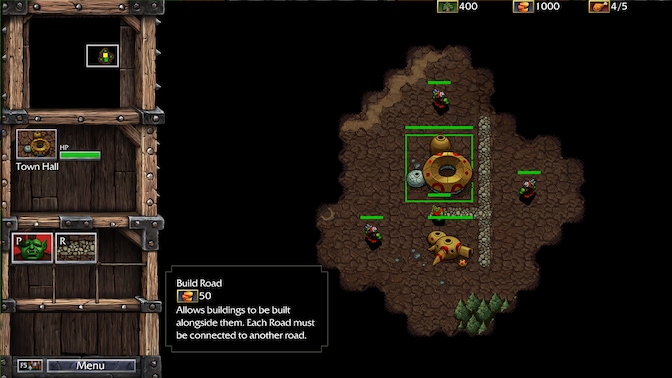 400
1000
4/5
HP
Town Hall
P
R
Build Road
50
Allows buildings to be built
alongside them. Each Road must
be connected to another road.
F5
Menu